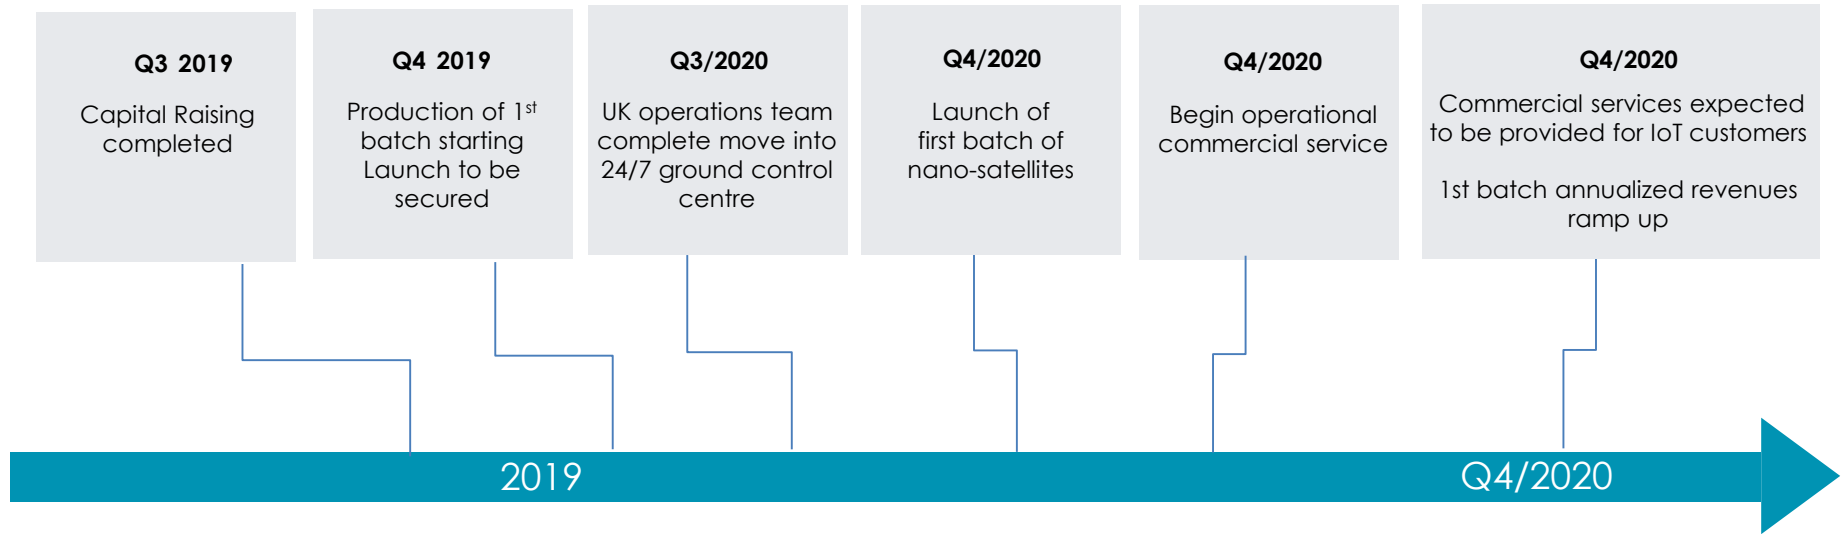 Q3 2019
Capital Raising
completed
Q4 2019
Production of 1st
batch starting
Launch to be
secured
Q3/2020
UK operations team
complete move into
24/7 ground control
centre
Q4/2020
Launch of
first batch of
nano-satellites
Q4/2020
Begin operational
commercial service
Q4/2020
Commercial services expected
to be provided for IoT customers
1st batch annualized revenues
ramp up
2019
Q4/2020